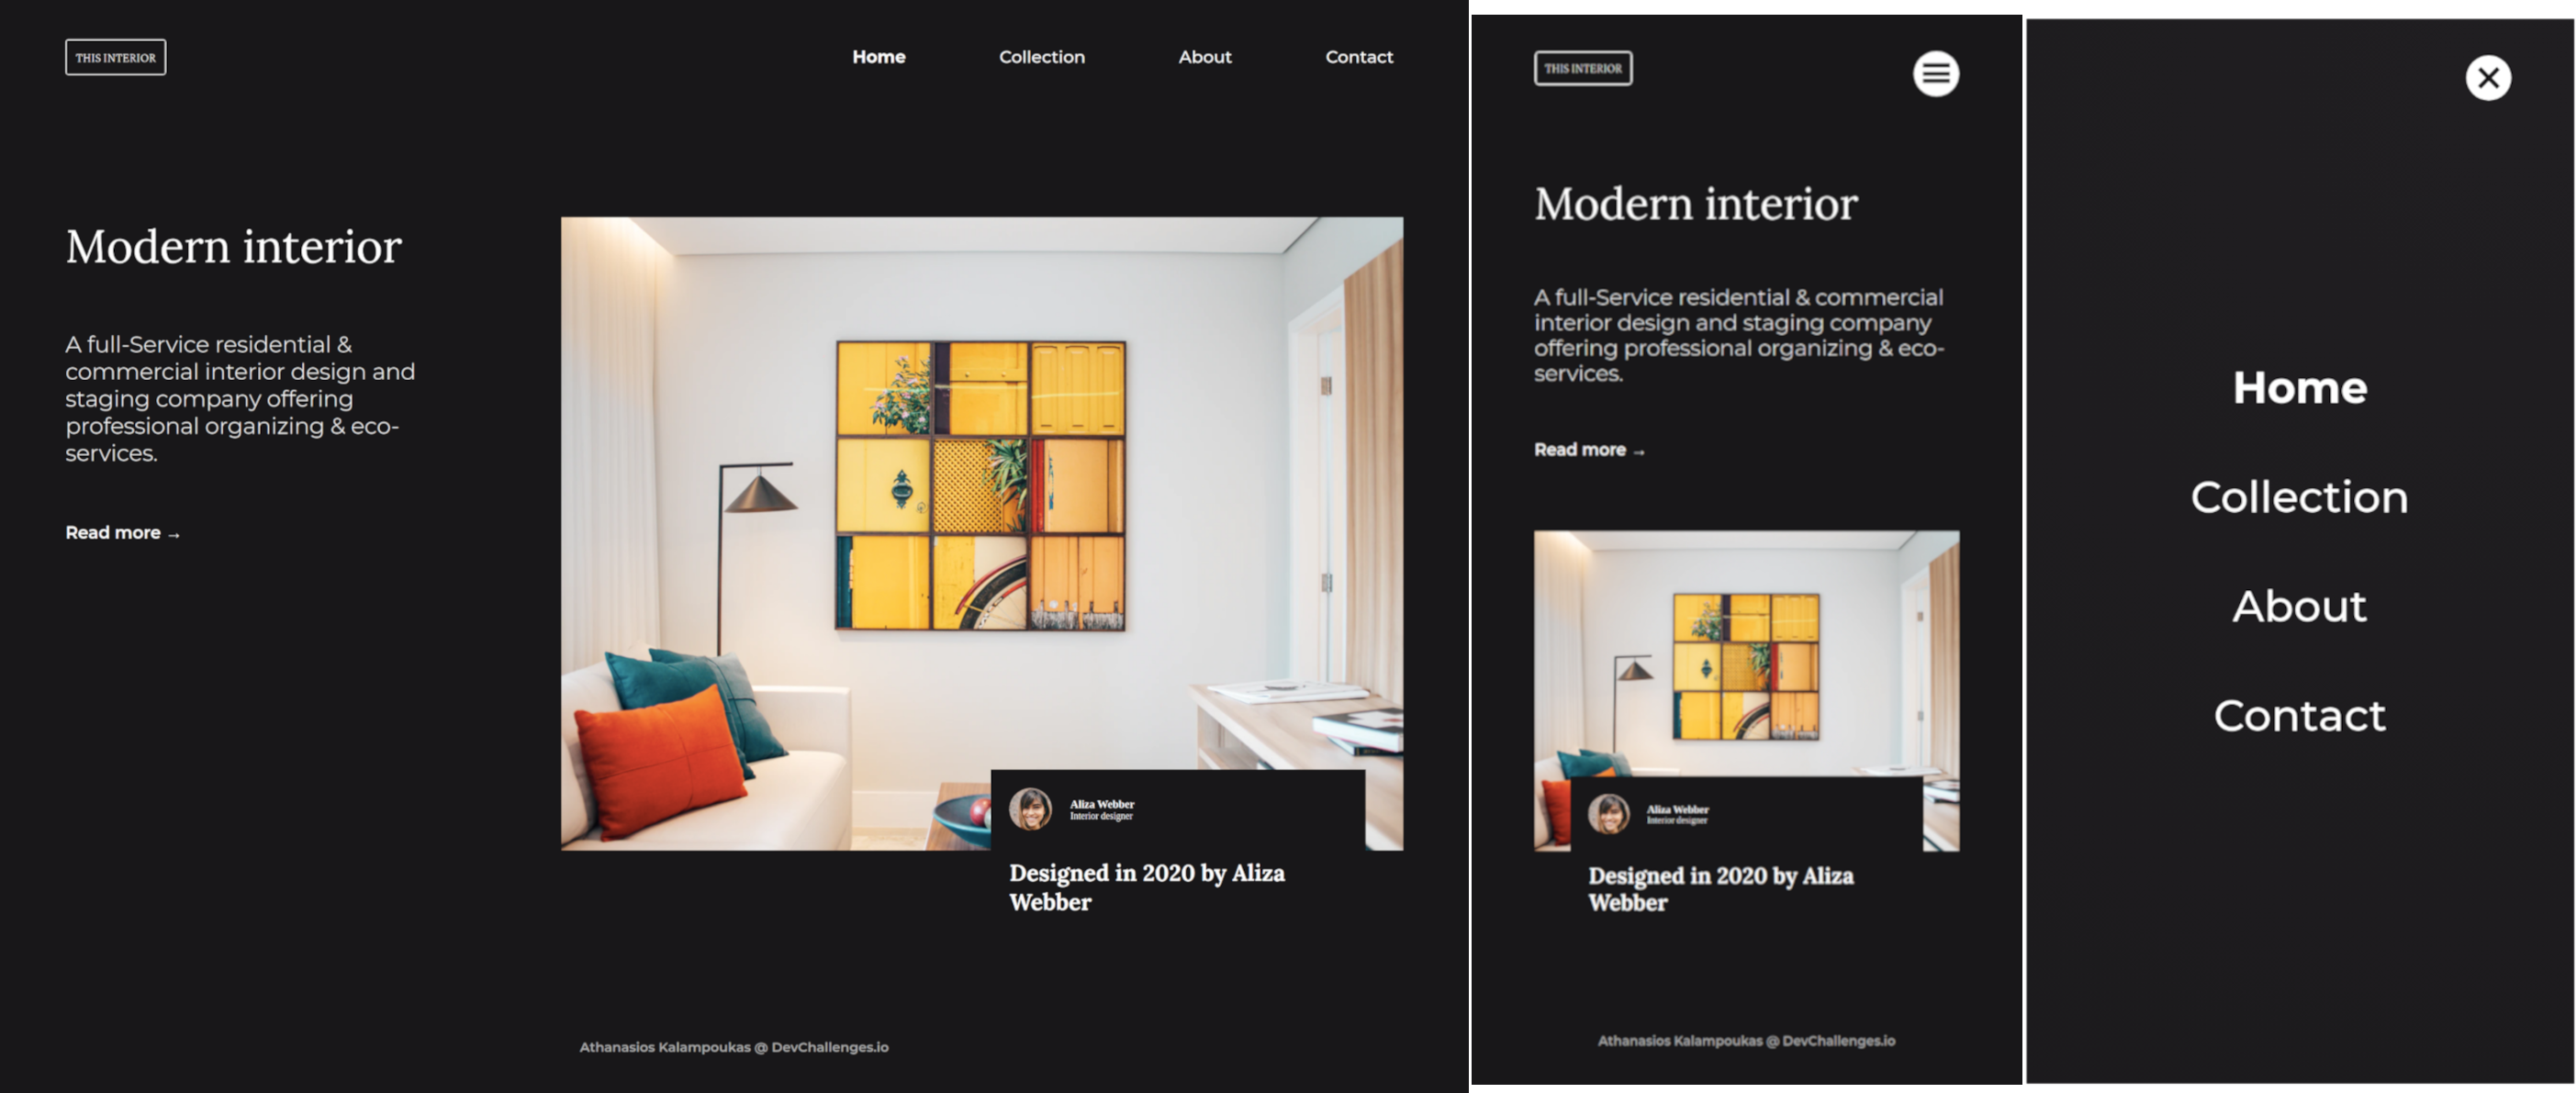 THIS INTERIOR
Home
Collection
About
Contact
Modern interior
A full-Service residential &
commercial interior design and
staging company offering
professional organizing & eco-
services.
Read more →
Aliza Webber
Interior designer
Designed in 2020 by Aliza
Webber
Athanasios Kalampoukas @ DevChallenges.io
THIS INTERIOR
Modern interior
A full-Service residential & commercial
interior design and staging company
offering professional organizing & eco-
services.
Read more →
Aliza Webber
Interior designer
Designed in 2020 by Aliza
Webber
Athanasios Kalampoukas @ DevChallenges.io
Home
Collection
About
Contact